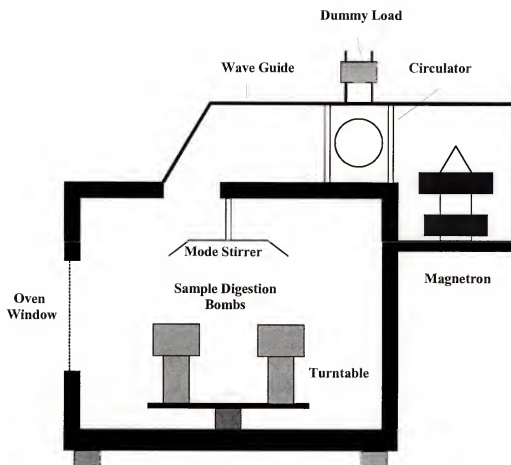 Dummy Load
Wave Guide
Circulator
Mode Stirrer
Magnetron
Sample Digestion
Bombs
Oven
Window
Turntable